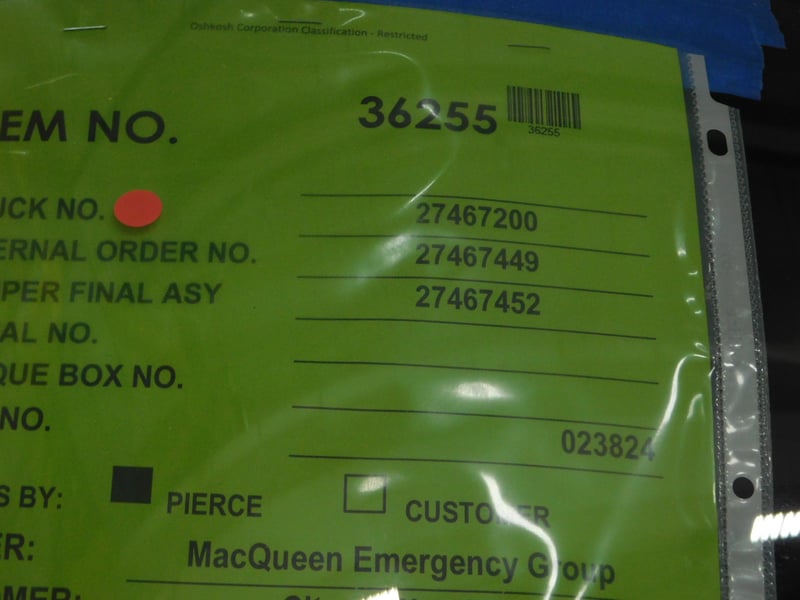 Oshkosh Corporation Classification - Restricted
EM NO. 36255
36255
UCK NO. 27467200
ERNAL ORDER NO. 27467449
PER FINAL ASY 27467452
AL NO.
QUE BOX NO.
NO. 023824
S BY: PIERCE CUSTOMER
ER: MacQueen Emergency Group
OMER: